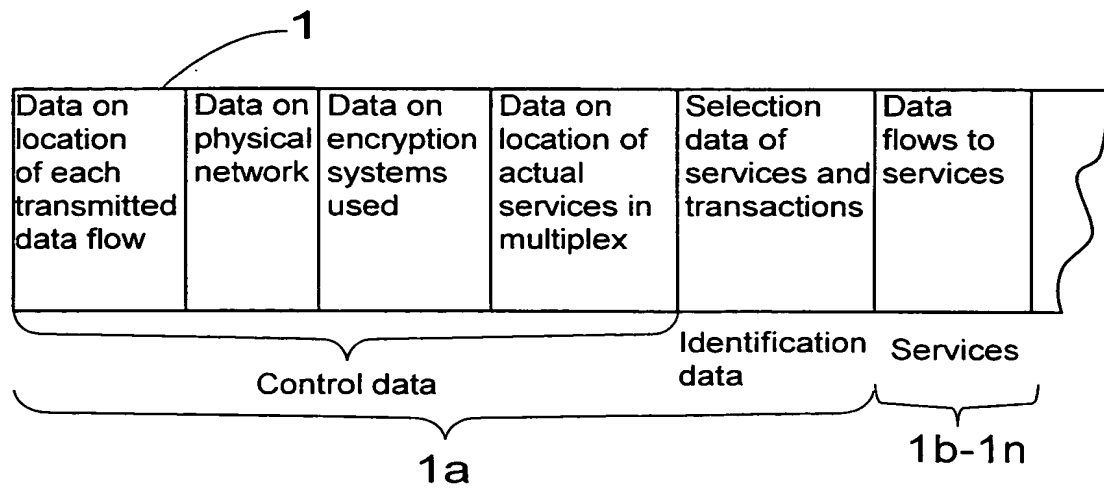 1
Data on
location
of each
transmitted
data flow
Data on
physical
network
Data on
encryption
systems
used
Data on
location of
actual
services in
multiplex
Selection
data of
services and
transactions
Data
flows to
services
Control data
Identification
data
Services
1a
1b-1n